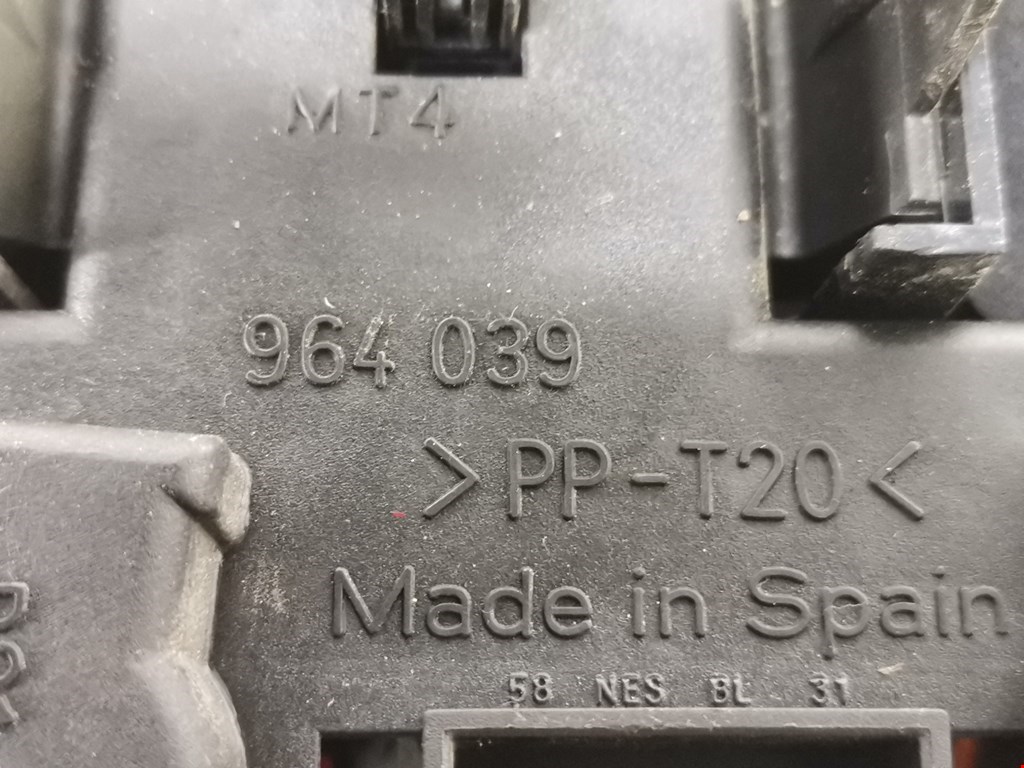 MT4
964 039
>PP-T20<
Made in Spain
58 NES BL 31